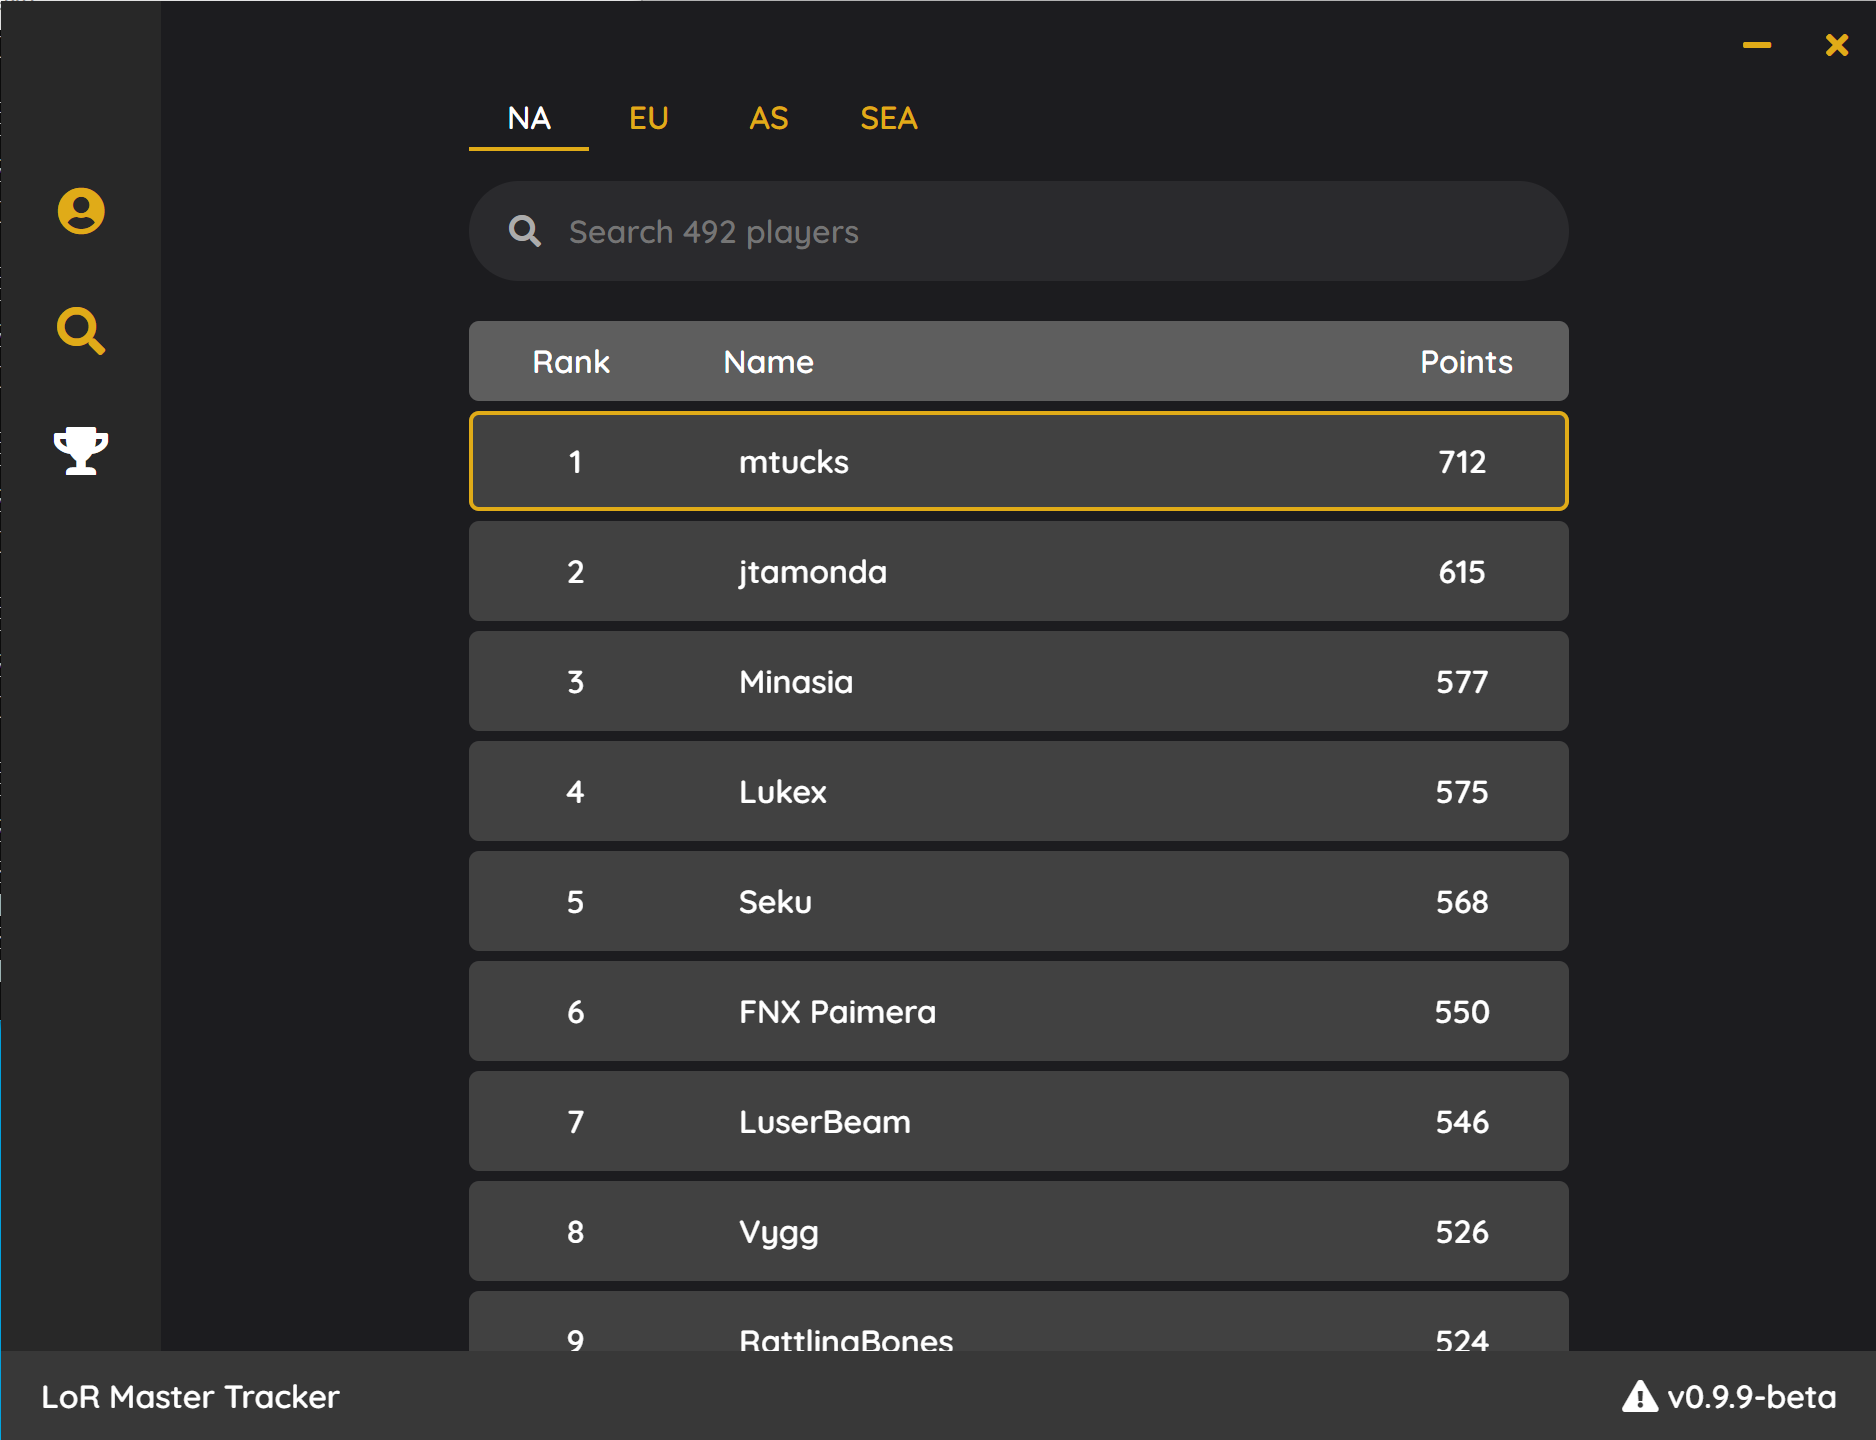 NA EU AS SEA
Search 492 players
Rank Name Points
1 mtucks 712
2 jtamonda 615
3 Minasia 577
4 Lukex 575
5 Seku 568
6 FNX Paimera 550
7 LuserBeam 546
8 Vygg 526
9 RattlingBones 524
LoR Master Tracker v0.9.9-beta